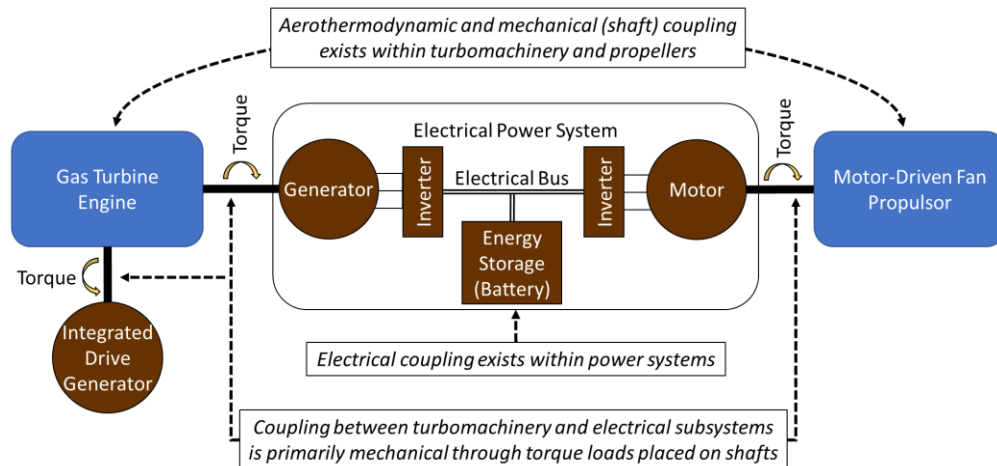 Aerothermodynamic and mechanical (shaft) coupling
exists within turbomachinery and propellers
Torque
Torque
Electrical Power System
Gas Turbine
Engine
Generator
Inverter
Electrical Bus
Inverter
Motor
Motor-Driven Fan
Propulsor
Energy
Storage
(Battery)
Torque
Integrated
Drive
Generator
Electrical coupling exists within power systems
Coupling between turbomachinery and electrical subsystems
is primarily mechanical through torque loads placed on shafts